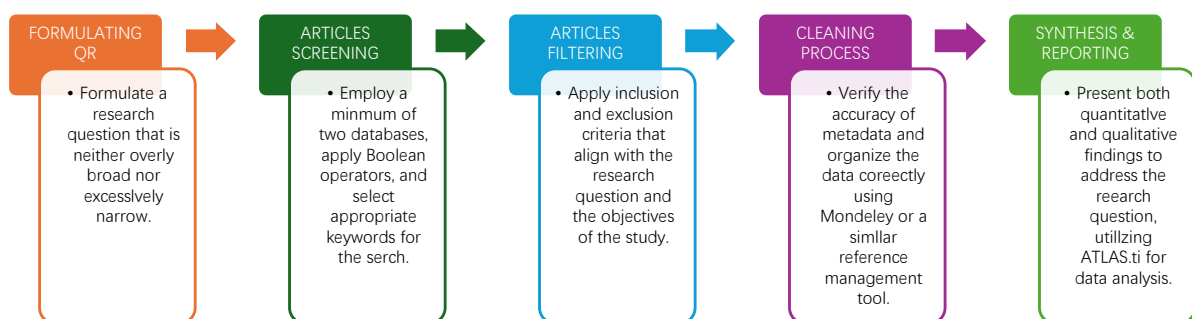 FORMULATING
QR
• Formulate a
research
question that is
neither overly
broad nor
excesslvely
narrow.
ARTICLES
SCREENING
• Employ a
minmum of
two databases,
apply Boolean
operators, and
select
appropriate
keywords for
the serch.
ARTICLES
FILTERING
• Apply inclusion
and exclusion
criteria that
align with the
research
question and
the objectives
of the study.
CLEANING
PROCESS
• Verify the
accuracy of
metadata and
organize the
data coreectly
using
Mondeley or a
simllar
reference
management
tool.
SYNTHESIS &
REPORTING
• Present both
quantitatlve
and qualitative
findings to
address the
reearch
question,
utillzng
ATLAS.ti for
data analysis.